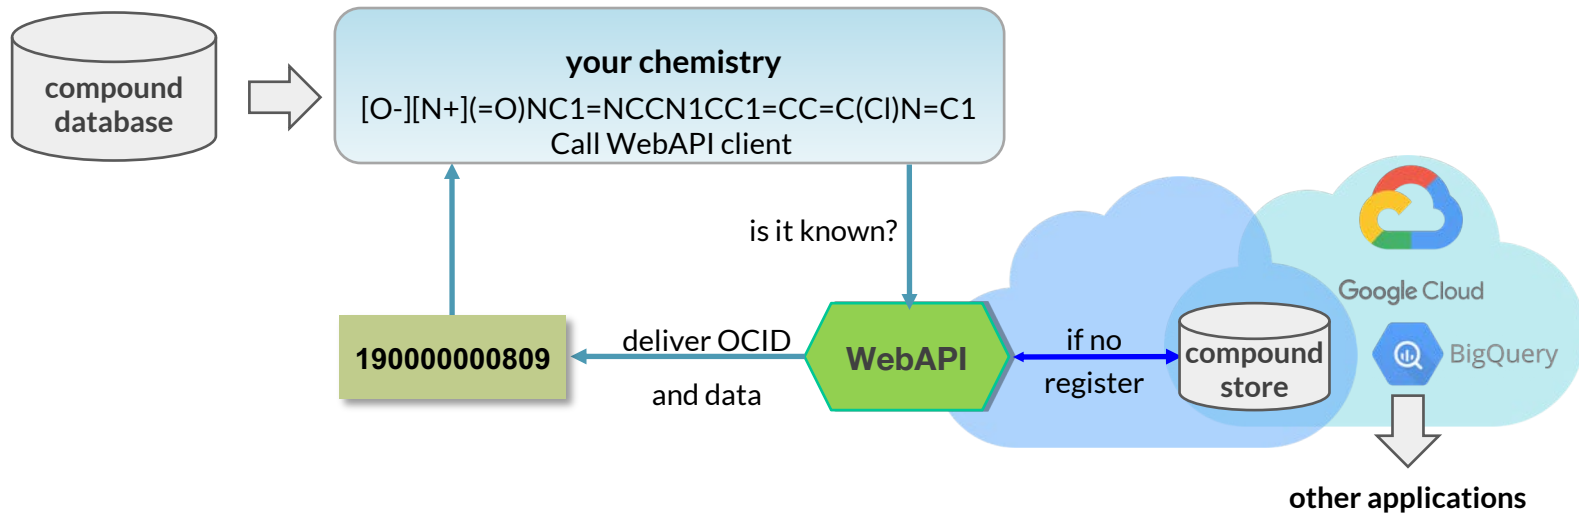 compound
database
your chemistry
[O-][N+](=O)NC1=NCCN1CC1=CC=C(Cl)N=C1
Call WebAPI client
is it known?
190000000809
deliver OCID
and data
WebAPI
if no
register
compound
store
Google Cloud
BigQuery
other applications